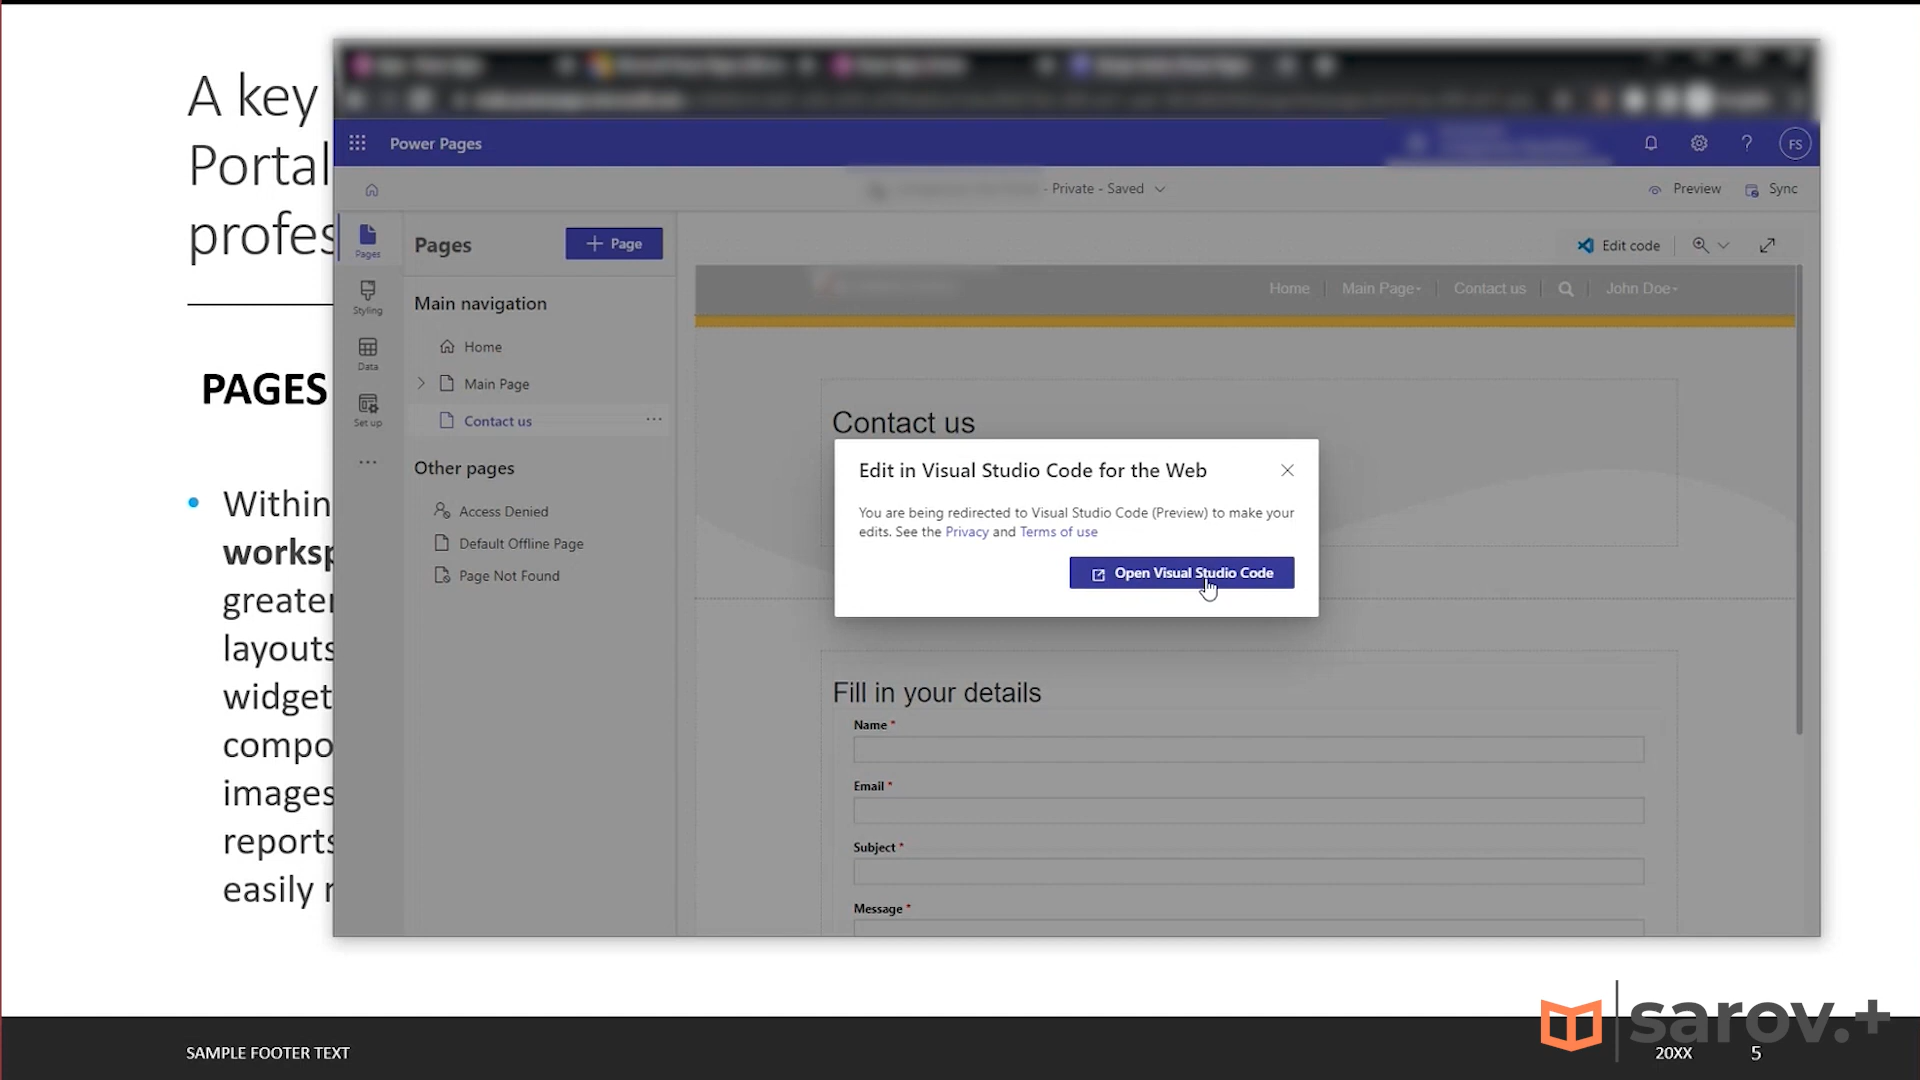 A key
Portal
profes
PAGES
Within
worksp
greater
layouts
widget
compo
images
reports
easily r
Power Pages
FS
- Private - Saved
Preview
Sync
Pages
Styling
Data
Set up
Pages
+ Page
Main navigation
Home
Main Page
Contact us
Other pages
Access Denied
Default Offline Page
Page Not Found
Edit code
Home
Main Page
Contact us
John Doe
Contact us
Edit in Visual Studio Code for the Web
You are being redirected to Visual Studio Code (Preview) to make your
edits. See the Privacy and Terms of use
Open Visual Studio Code
Fill in your details
Name *
Email *
Subject *
Message *
SAMPLE FOOTER TEXT
sarov.+
20XX
5